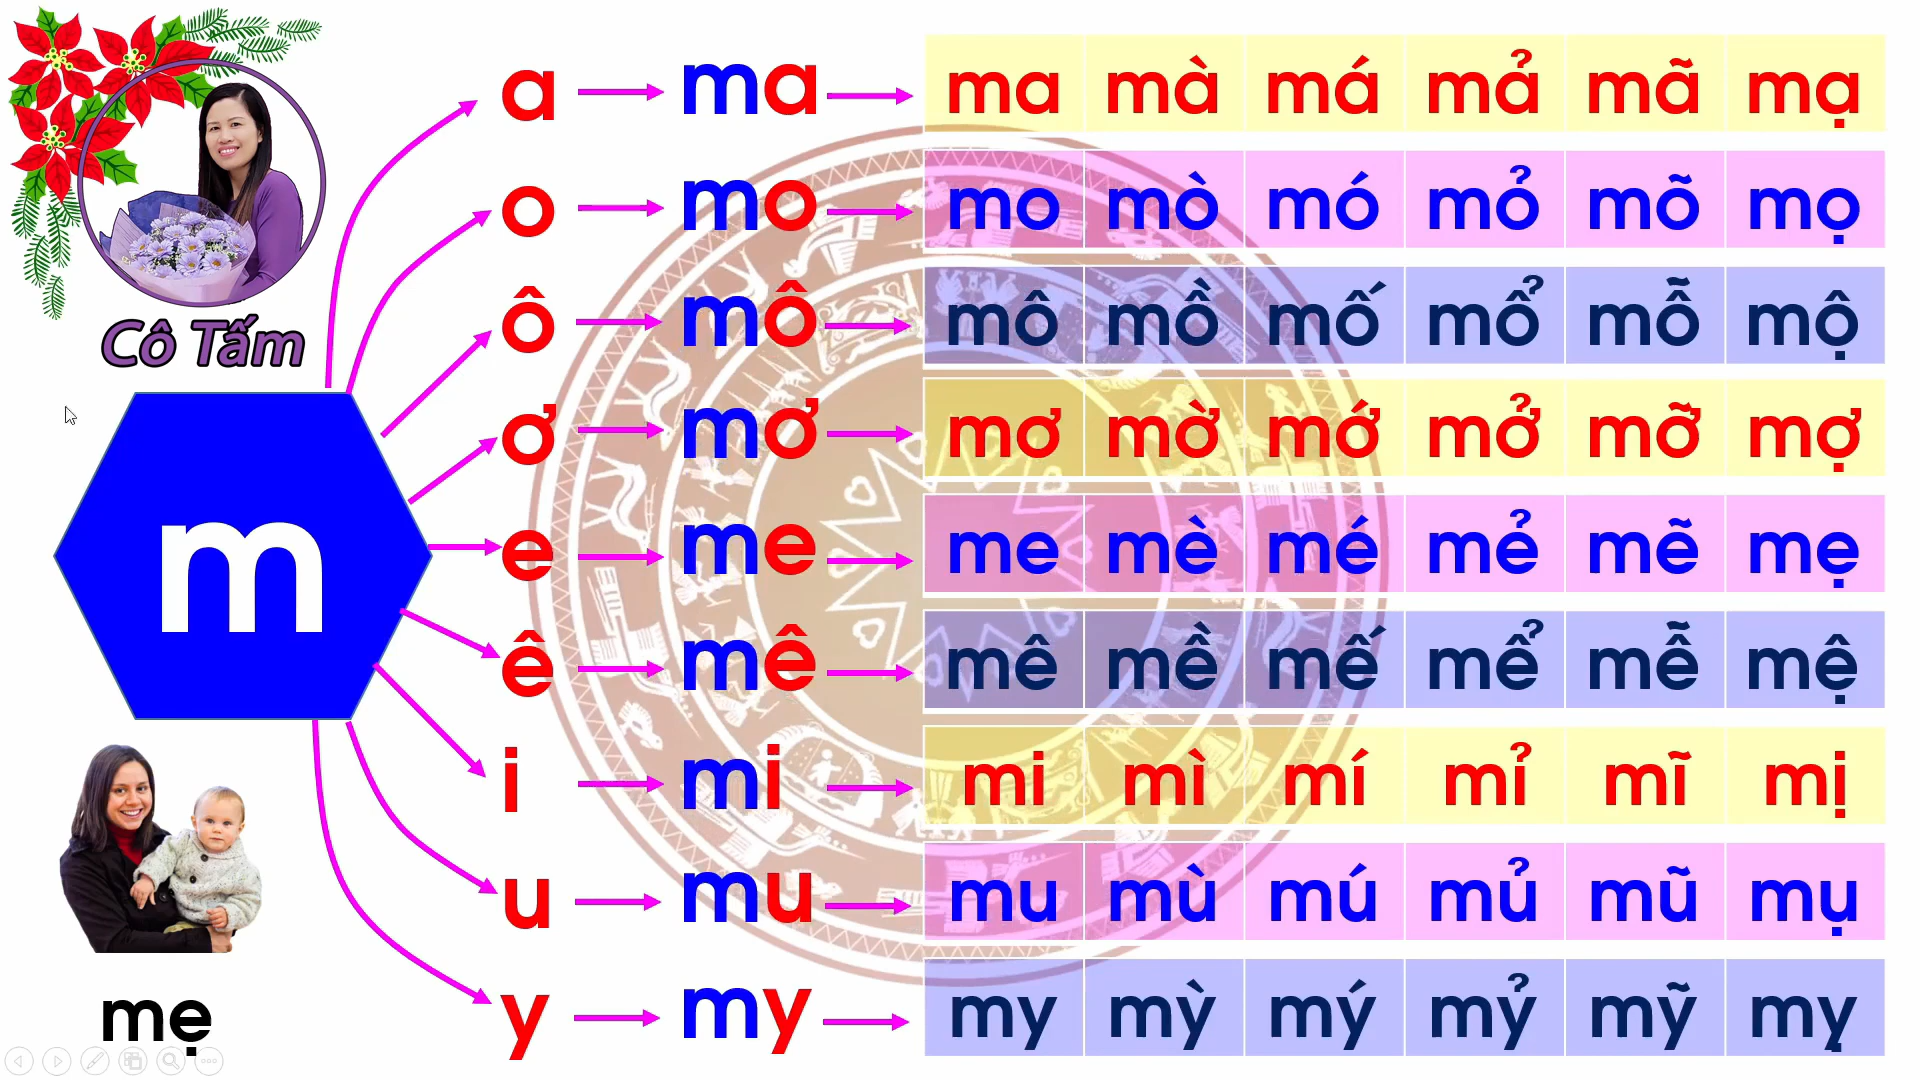 a ma ma mà má mả mã mạ
o mo mo mò mó mỏ mõ mọ
ô mô mô mồ mố mổ mỗ mộ
Cô Tấm
ơ mơ mơ mờ mớ mở mỡ mợ
m
e me me mè mé mẻ mẽ mẹ
ê mê mê mề mế mể mễ mệ
i mi mi mì mí mỉ mĩ mị
u mu mu mù mú mủ mũ mụ
y my my mỳ mý mỷ mỹ mỵ
mẹ